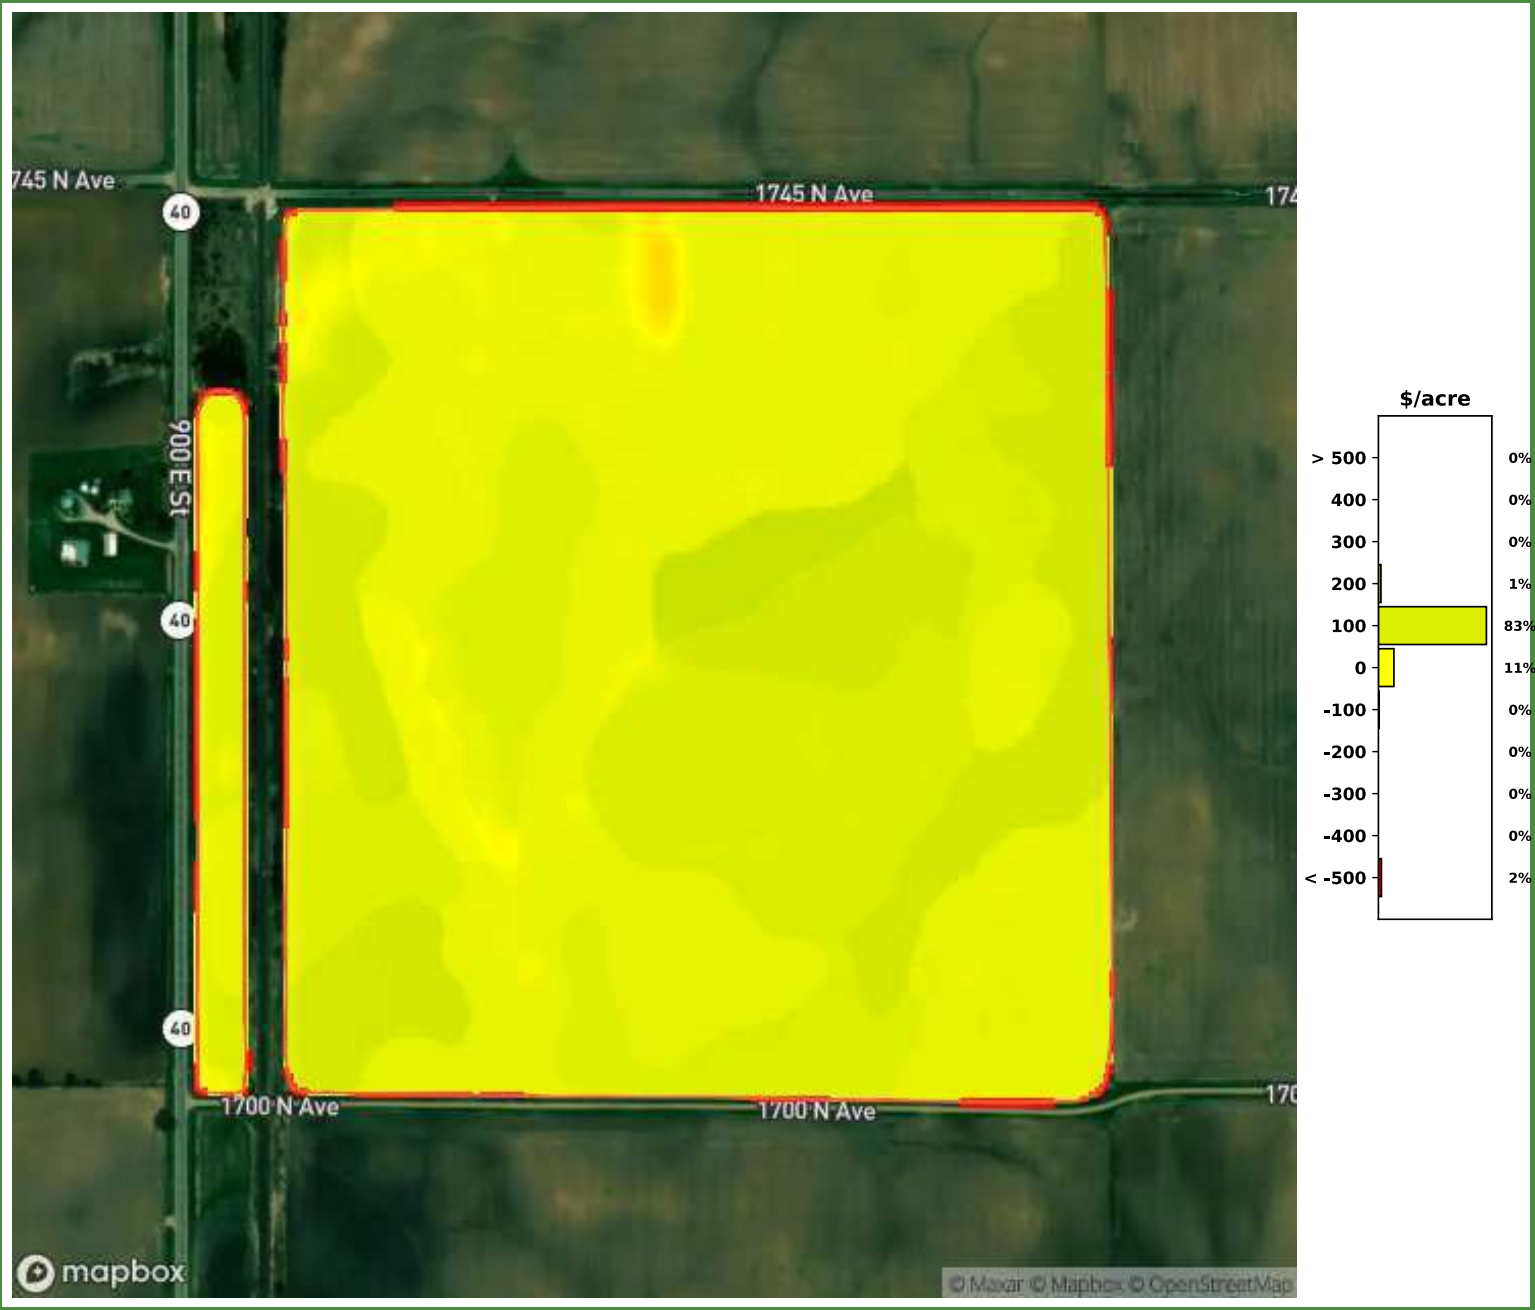 745 N Ave
1745 N Ave
174
40
900 E St
40
40
1700 N Ave
1700 N Ave
170
mapbox
© Maxar © Mapbox © OpenStreetMap
$/acre
> 500 0%
400 0%
300 0%
200 1%
100 83%
0 11%
-100 0%
-200 0%
-300 0%
-400 0%
< -500 2%